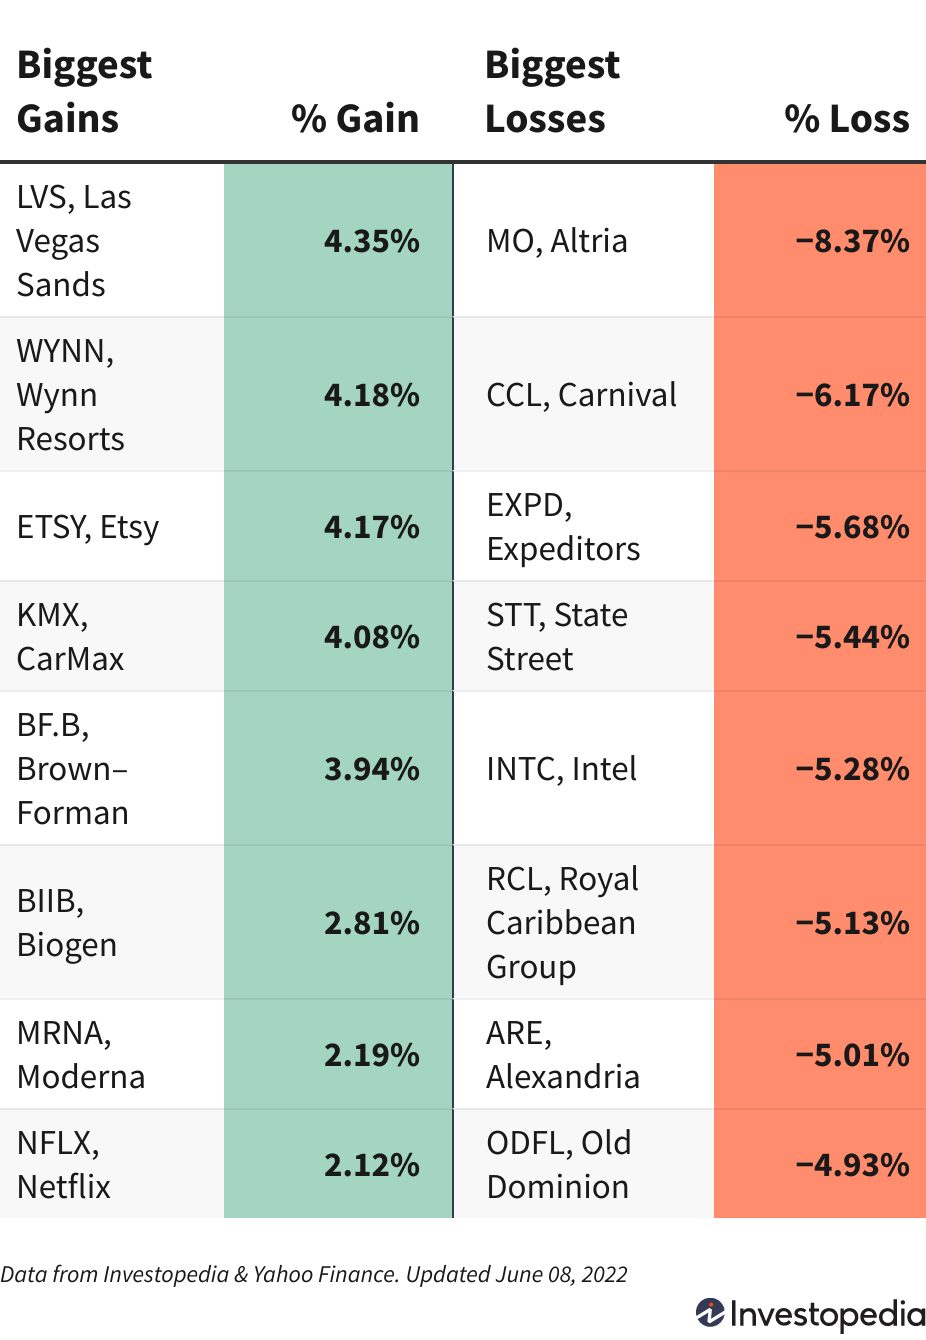 Biggest
Gains
% Gain
Biggest
Losses
% Loss
LVS, Las
Vegas
Sands
4.35%
MO, Altria
−8.37%
WYNN,
Wynn
Resorts
4.18%
CCL, Carnival
−6.17%
ETSY, Etsy
4.17%
EXPD,
Expeditors
−5.68%
KMX,
CarMax
4.08%
STT, State
Street
−5.44%
BF.B,
Brown–
Forman
3.94%
INTC, Intel
−5.28%
BIIB,
Biogen
2.81%
RCL, Royal
Caribbean
Group
−5.13%
MRNA,
Moderna
2.19%
ARE,
Alexandria
−5.01%
NFLX,
Netflix
2.12%
ODFL, Old
Dominion
−4.93%
Data from Investopedia & Yahoo Finance. Updated June 08, 2022
Investopedia